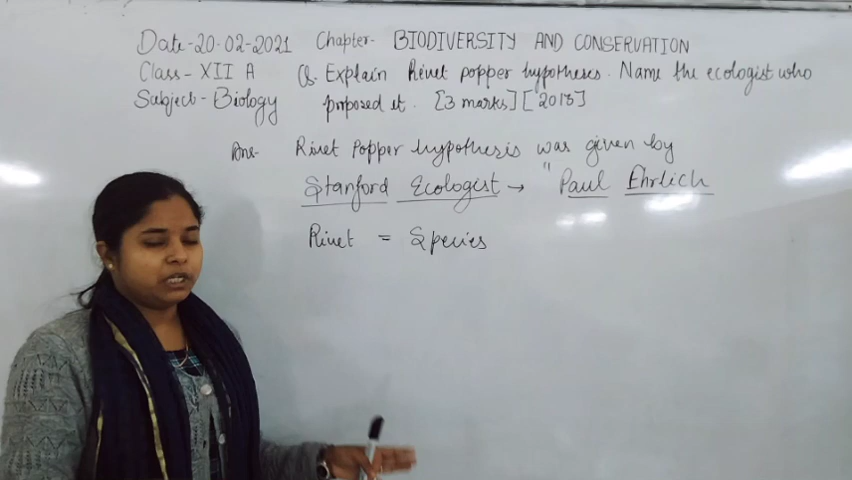 Date-20-02-2021 Chapter- BIODIVERSITY AND CONSERVATION
Class- XII A Q. Explain Rivet popper hypothesis. Name the ecologist who
Subject- Biology proposed it. [3 marks] [2013]
Ans- Rivet Popper hypothesis was given by
Stanford Ecologist → "Paul Ehrlich
Rivet = Species